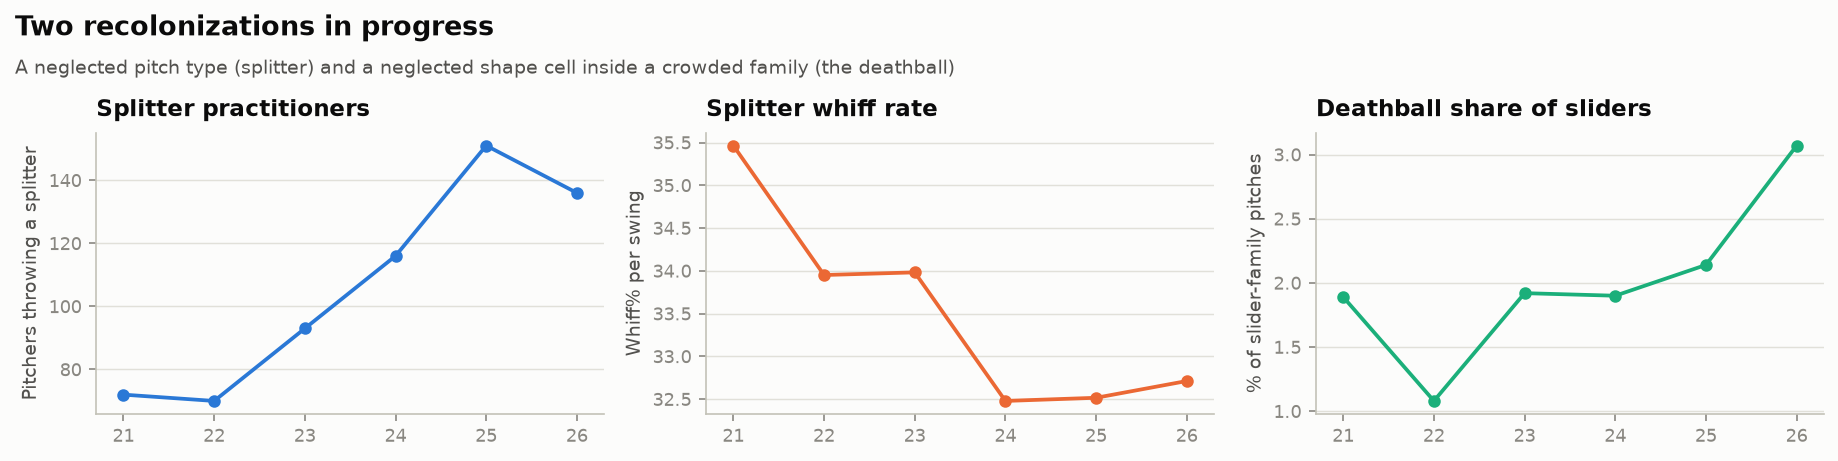 Two recolonizations in progress
A neglected pitch type (splitter) and a neglected shape cell inside a crowded family (the deathball)
Splitter practitioners
Pitchers throwing a splitter
140
120
100
80
21 22 23 24 25 26
Splitter whiff rate
Whiff% per swing
35.5
35.0
34.5
34.0
33.5
33.0
32.5
21 22 23 24 25 26
Deathball share of sliders
% of slider-family pitches
3.0
2.5
2.0
1.5
1.0
21 22 23 24 25 26